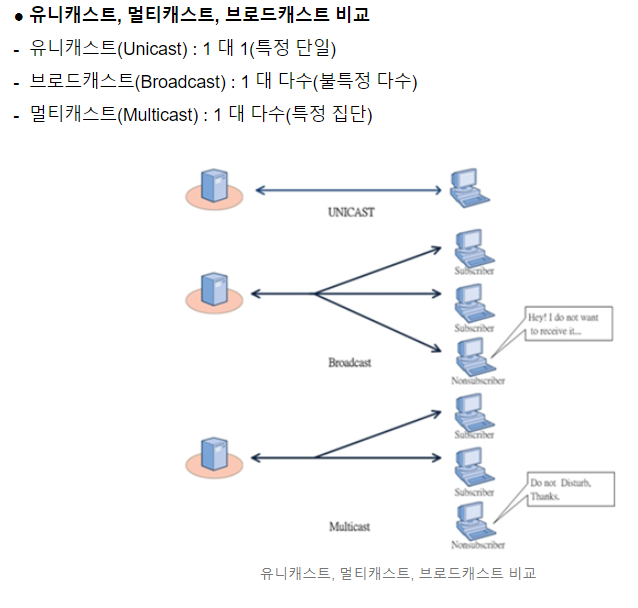 ● 유니캐스트, 멀티캐스트, 브로드캐스트 비교
- 유니캐스트(Unicast) : 1 대 1(특정 단일)
- 브로드캐스트(Broadcast) : 1 대 다수(불특정 다수)
- 멀티캐스트(Multicast) : 1 대 다수(특정 집단)
UNICAST
Subscriber
Subscriber
Hey! I do not want
to receive it...
Broadcast
Nonsubscriber
Subscriber
Subscriber
Do not Disturb,
Thanks.
Multicast
Nonsubscriber
유니캐스트, 멀티캐스트, 브로드캐스트 비교